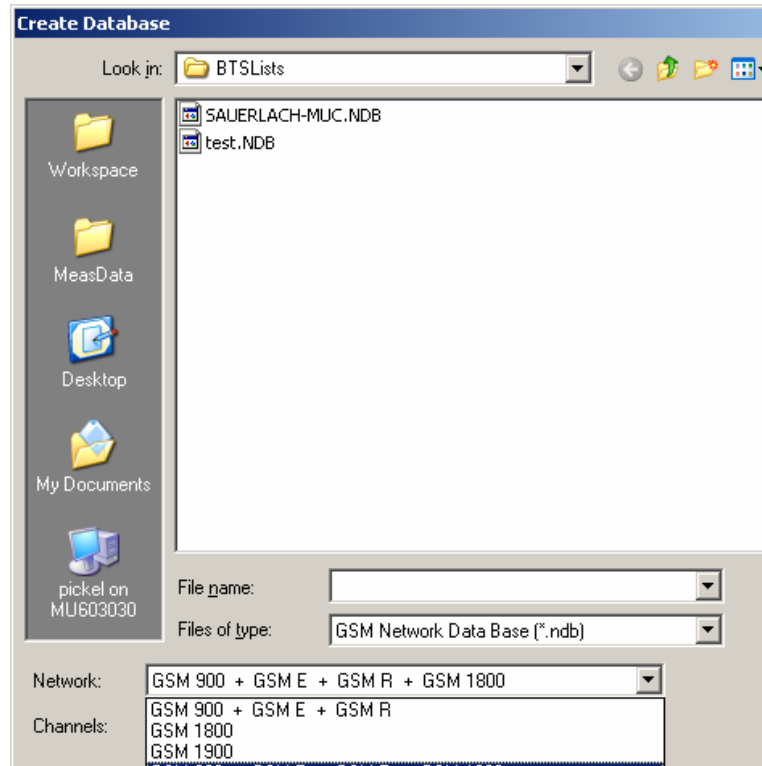 Create Database
Look in: BTSLists
SAUERLACH-MUC.NDB
test.NDB
Workspace
MeasData
Desktop
My Documents
pickel on
MU603030
File name:
Files of type: GSM Network Data Base (*.ndb)
Network: GSM 900 + GSM E + GSM R + GSM 1800
Channels:
GSM 900 + GSM E + GSM R
GSM 1800
GSM 1900